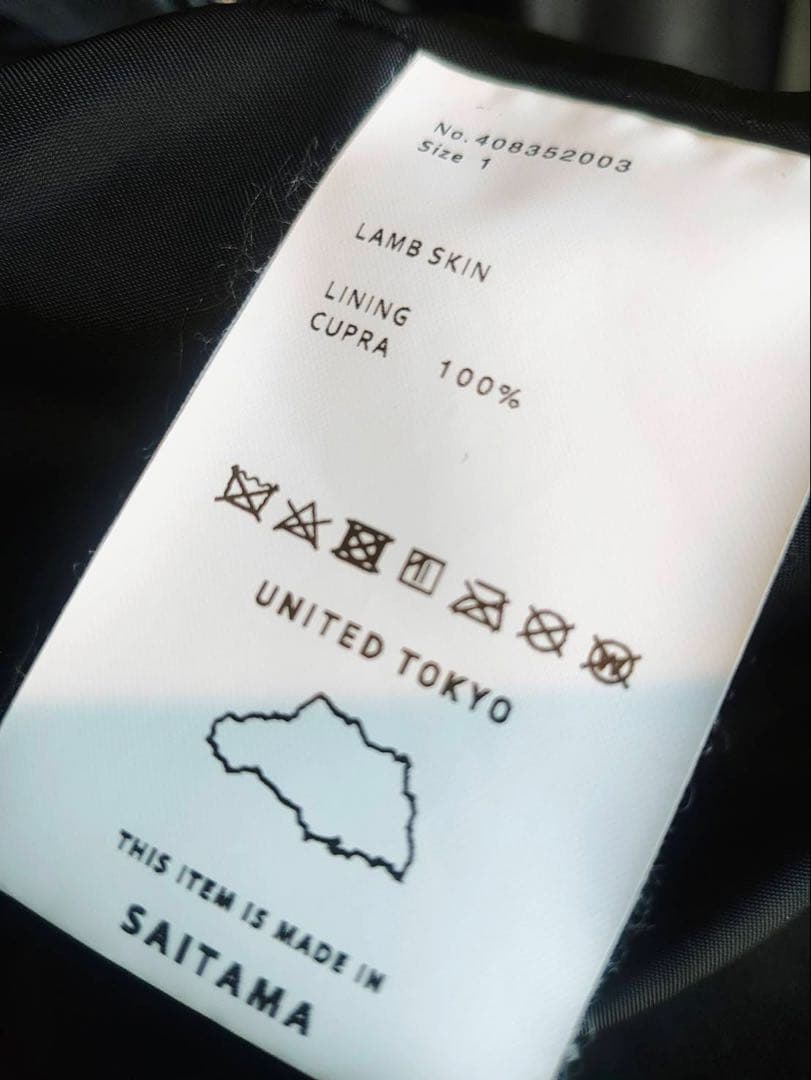 No. 408352003
Size 1
LAMB SKIN
LINING
CUPRA 100%
UNITED TOKYO
THIS ITEM IS MADE IN
SAITAMA